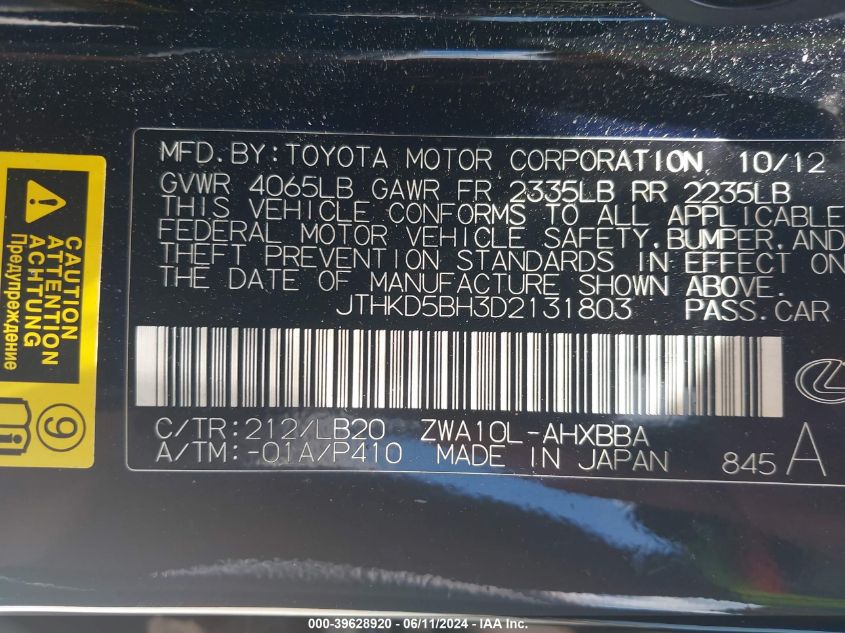 MFD.BY:TOYOTA MOTOR CORPORATION 10/12
GVWR 4065LB GAWR FR 2335LB RR 2235LB
THIS VEHICLE CONFORMS TO ALL APPLICABLE
FEDERAL MOTOR VEHICLE SAFETY,BUMPER,AND
THEFT PREVENTION STANDARDS IN EFFECT ON
THE DATE OF MANUFACTURE SHOWN ABOVE.
JTHKD5BH3D2131803 PASS.CAR
C/TR:212/LB20 ZWA10L-AHXBBA
A/TM:-01A/P410 MADE IN JAPAN 845 A
CAUTION
ATTENTION
ACHTUNG
Предупреждение
9
000-39628920 - 06/11/2024 - IAA Inc.